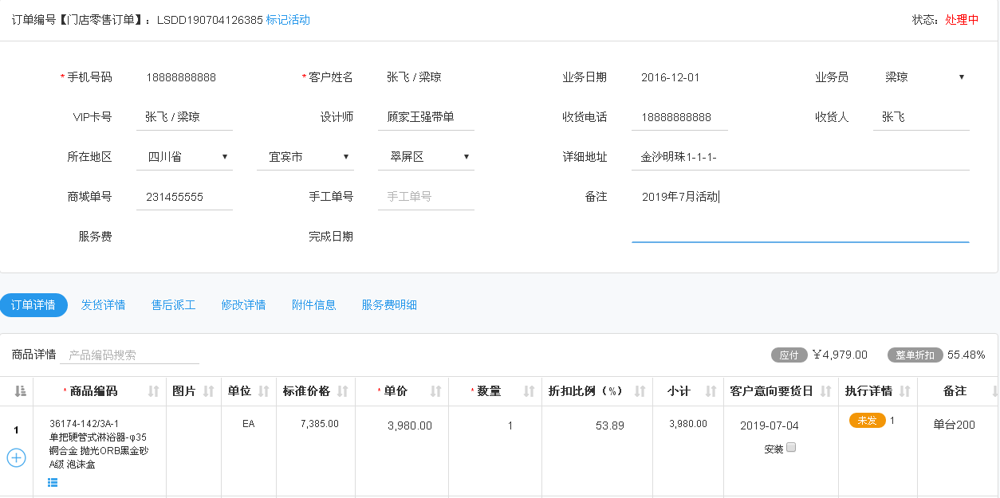 订单编号【门店零售订单】： LSDD190704126385 标记活动 状态：处理中
*手机号码 18888888888 *客户姓名 张飞 / 梁琼 业务日期 2016-12-01 业务员 梁琼
VIP卡号 张飞 / 梁琼 设计师 顾家王强带单 收货电话 18888888888 收货人 张飞
所在地区 四川省 宜宾市 翠屏区 详细地址 金沙明珠1-1-1-
商城单号 231455555 手工单号 手工单号 备注 2019年7月活动
服务费 完成日期
订单详情 发货详情 售后派工 修改详情 附件信息 服务费明细
商品详情 产品编码搜索 应付 ￥4,979.00 整单折扣 55.48%
*商品编码 图片 单位 标准价格 *单价 *数量 折扣比例（%） 小计 客户意向要货日 执行详情 备注
1 36174-142/3A-1 EA 7,385.00 3,980.00 1 53.89 3,980.00 2019-07-04 未发 1 单台200
单把硬管式淋浴器-φ35
铜合金 抛光ORB黑金砂
A级 泡沫盒
安装